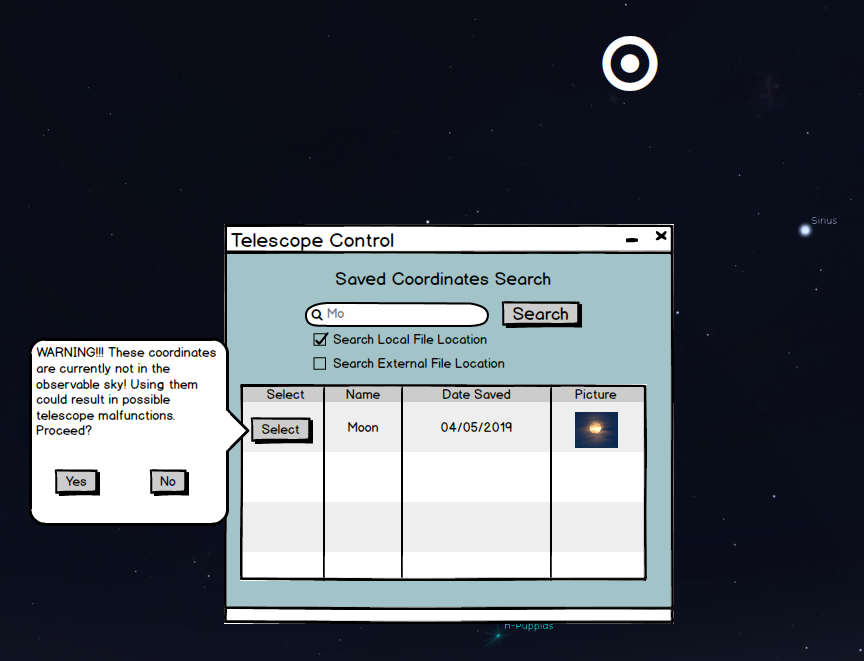 Sirius
Telescope Control
Saved Coordinates Search
Mo
Search
Search Local File Location
Search External File Location
WARNING!!! These coordinates
are currently not in the
observable sky! Using them
could result in possible
telescope malfunctions.
Proceed?
Yes
No
Select Name Date Saved Picture
Select Moon 04/05/2019